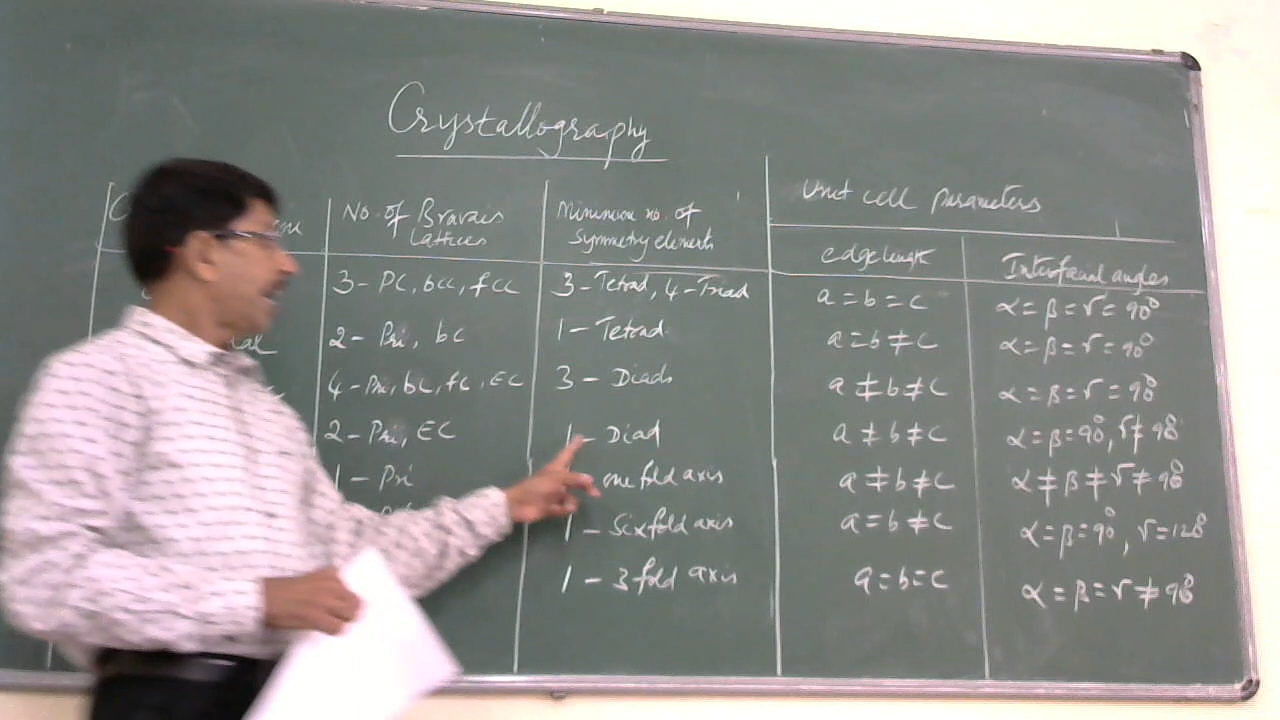 Crystallography
No. of Bravais
Lattices
Minimum no. of
Symmetry elements
Unit cell parameters
edge length
Interfacial angles
3 - PC, bcc, fcc
3 - Tetrad, 4 - Triad
a = b = c
α = β = γ = 90°
2 - Pri, bc
1 - Tetrad
a = b ≠ c
α = β = γ = 90°
4 - Pri, bc, fc, EC
3 - Diads
a ≠ b ≠ c
α = β = γ = 90°
2 - Pri, EC
1 - Diad
a ≠ b ≠ c
α = β = 90°, γ ≠ 90°
1 - Pri
one fold axis
a ≠ b ≠ c
α ≠ β ≠ γ ≠ 90°
1 - Sixfold axis
a = b ≠ c
α = β = 90°, γ = 120°
1 - 3 fold axis
a = b = c
α = β = γ ≠ 90°